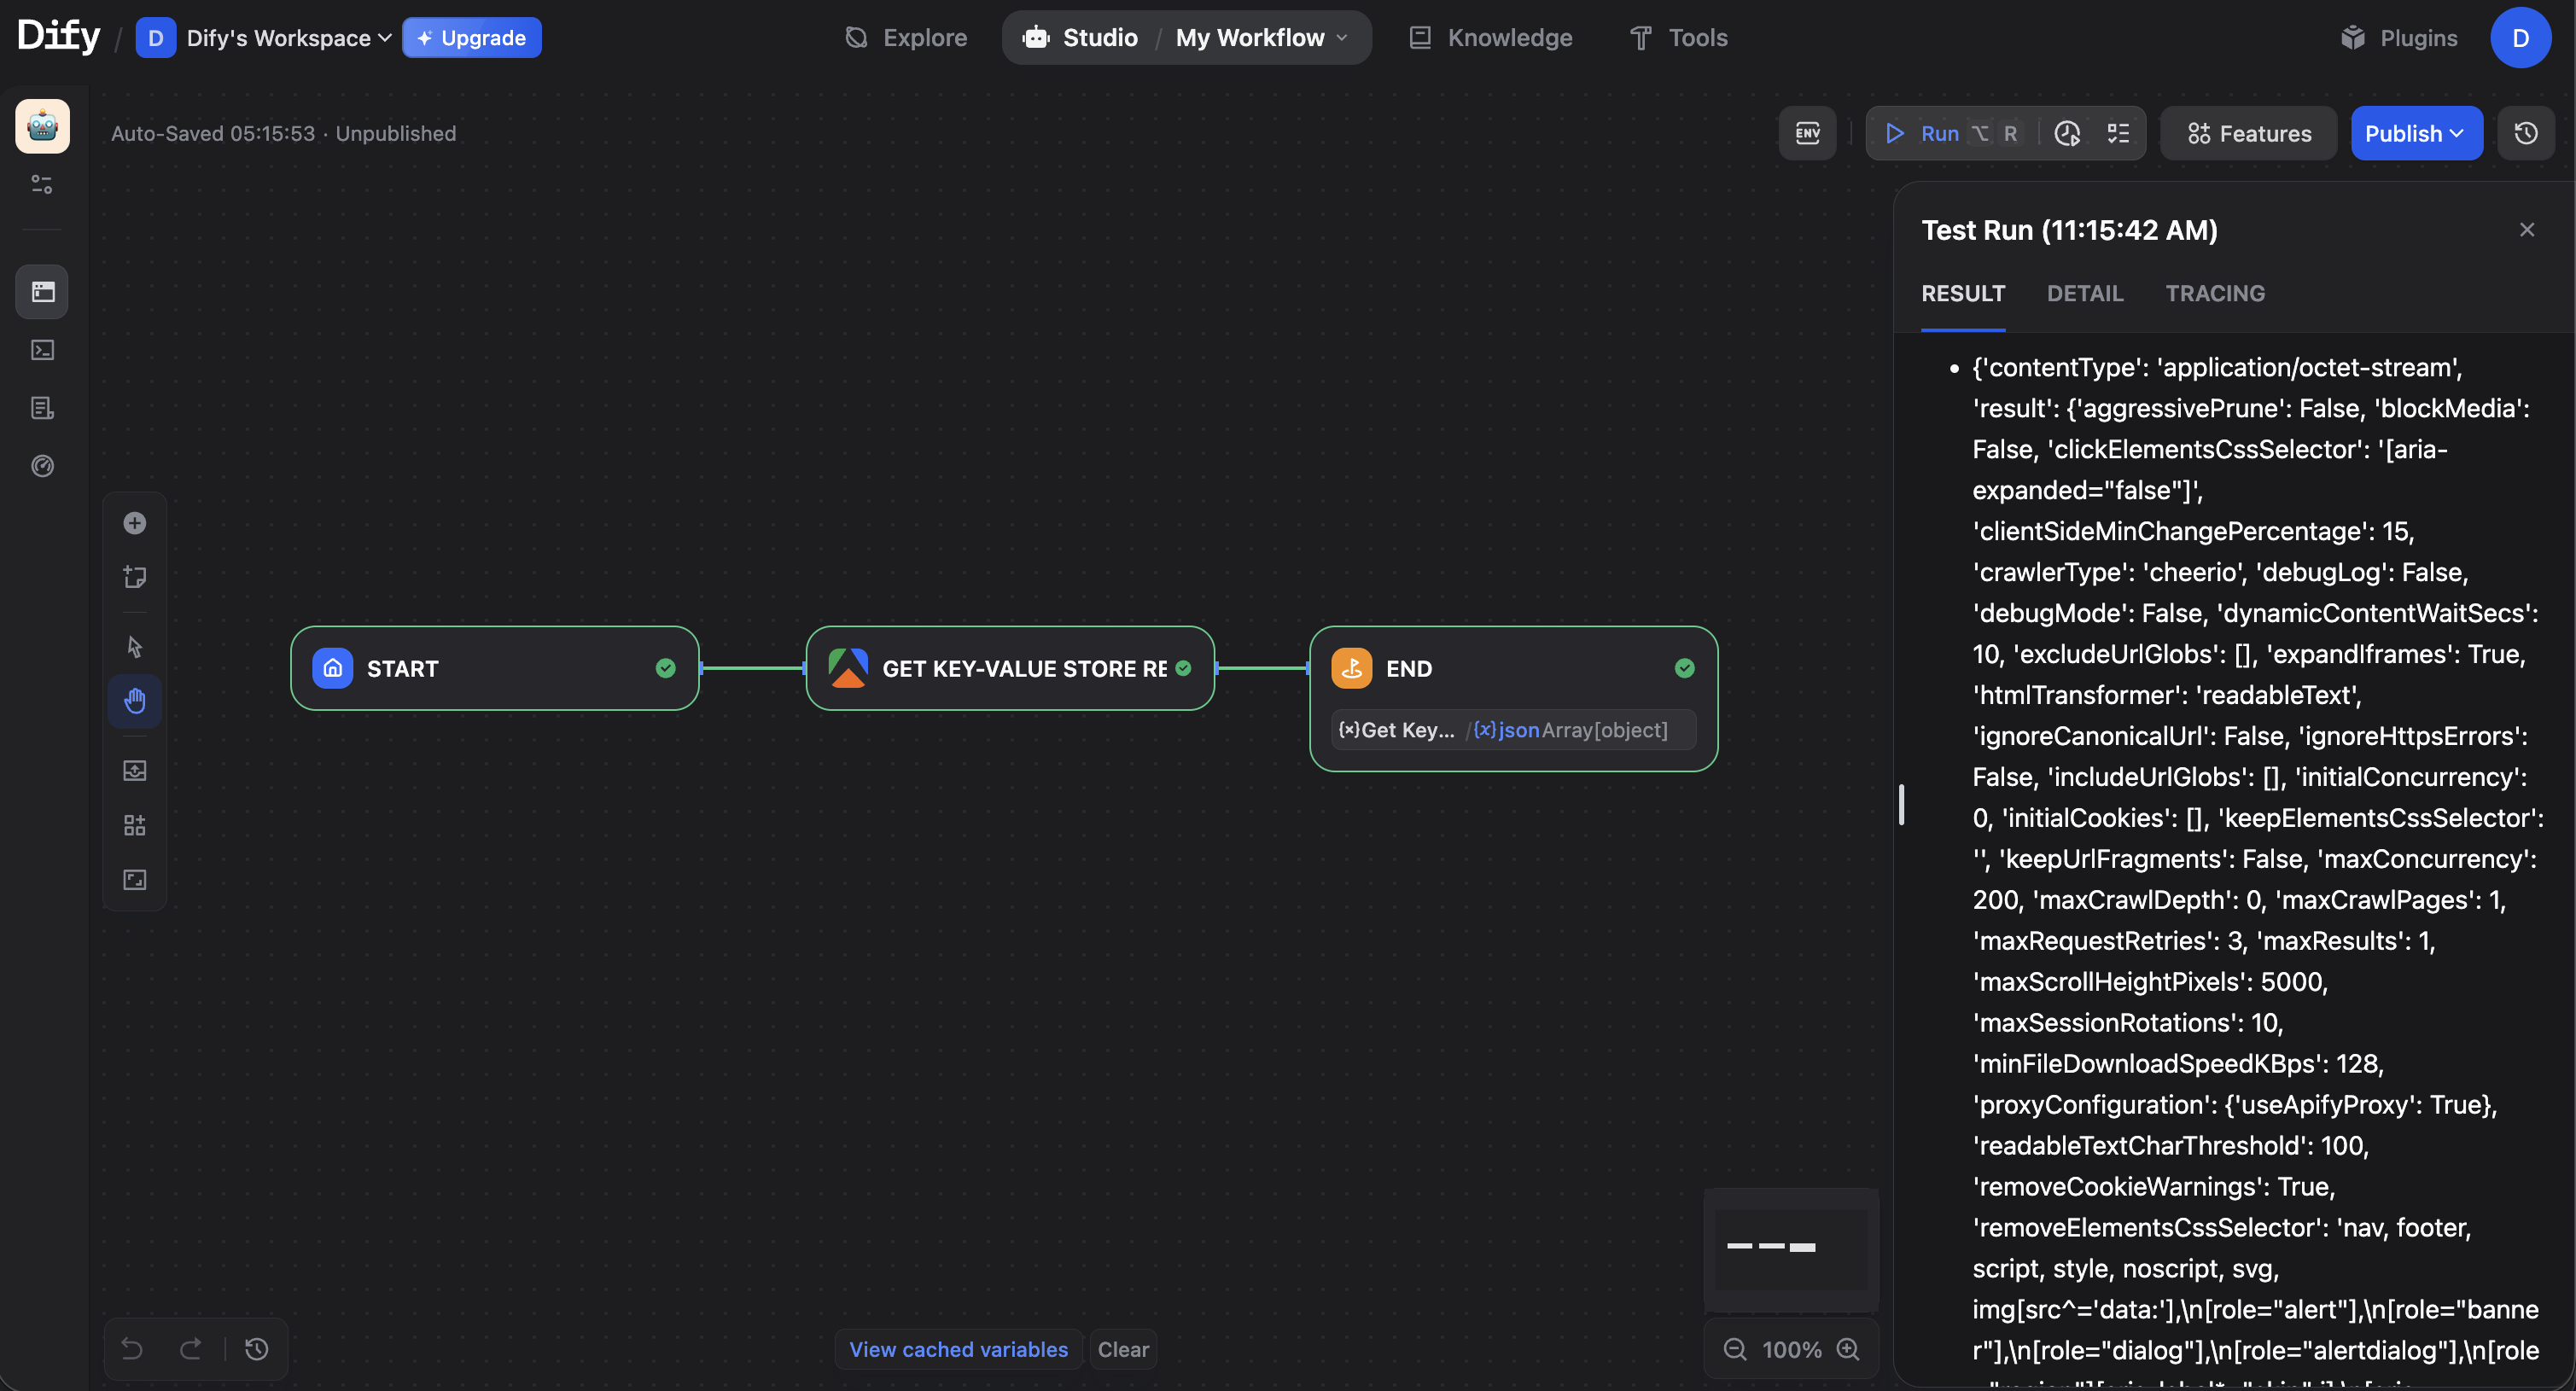 Dify / D Dify's Workspace Upgrade Explore Studio / My Workflow Knowledge Tools Plugins D
Auto-Saved 05:15:53 · Unpublished
ENV Run ⌥ R Features Publish
Test Run (11:15:42 AM)
RESULT DETAIL TRACING
START
GET KEY-VALUE STORE RE
END
{x}Get Key... /{x}jsonArray[object]
• {'contentType': 'application/octet-stream',
'result': {'aggressivePrune': False, 'blockMedia':
False, 'clickElementsCssSelector': '[aria-
expanded="false"]',
'clientSideMinChangePercentage': 15,
'crawlerType': 'cheerio', 'debugLog': False,
'debugMode': False, 'dynamicContentWaitSecs':
10, 'excludeUrlGlobs': [], 'expandIframes': True,
'htmlTransformer': 'readableText',
'ignoreCanonicalUrl': False, 'ignoreHttpsErrors':
False, 'includeUrlGlobs': [], 'initialConcurrency':
0, 'initialCookies': [], 'keepElementsCssSelector':
'', 'keepUrlFragments': False, 'maxConcurrency':
200, 'maxCrawlDepth': 0, 'maxCrawlPages': 1,
'maxRequestRetries': 3, 'maxResults': 1,
'maxScrollHeightPixels': 5000,
'maxSessionRotations': 10,
'minFileDownloadSpeedKBps': 128,
'proxyConfiguration': {'useApifyProxy': True},
'readableTextCharThreshold': 100,
'removeCookieWarnings': True,
'removeElementsCssSelector': 'nav, footer,
script, style, noscript, svg,
img[src^='data:'],\n[role="alert"],\n[role="banne
r"],\n[role="dialog"],\n[role="alertdialog"],\n[role
View cached variables Clear
100%